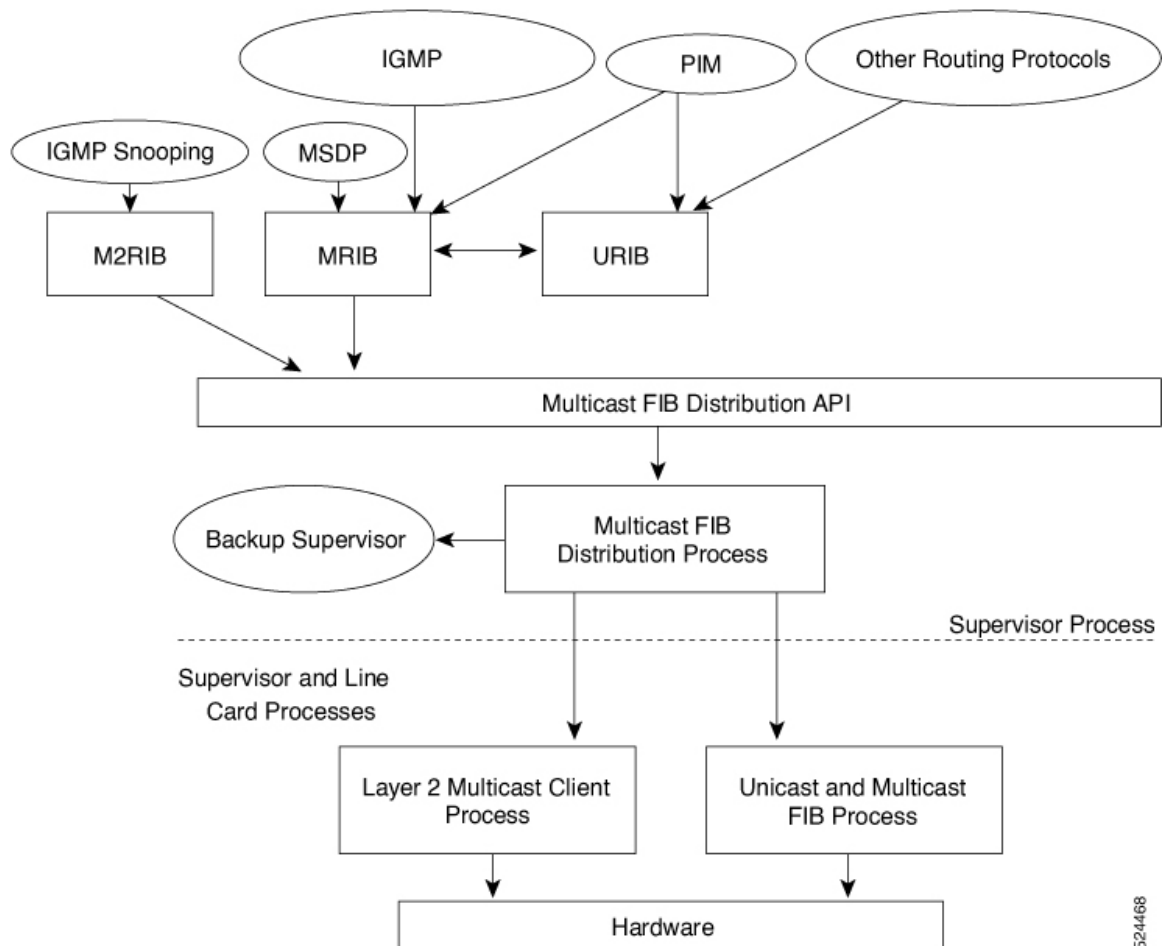 IGMP
PIM
Other Routing Protocols
IGMP Snooping
MSDP
M2RIB
MRIB
URIB
Multicast FIB Distribution API
Backup Supervisor
Multicast FIB
Distribution Process
Supervisor Process
Supervisor and Line
Card Processes
Layer 2 Multicast Client
Process
Unicast and Multicast
FIB Process
Hardware
524468